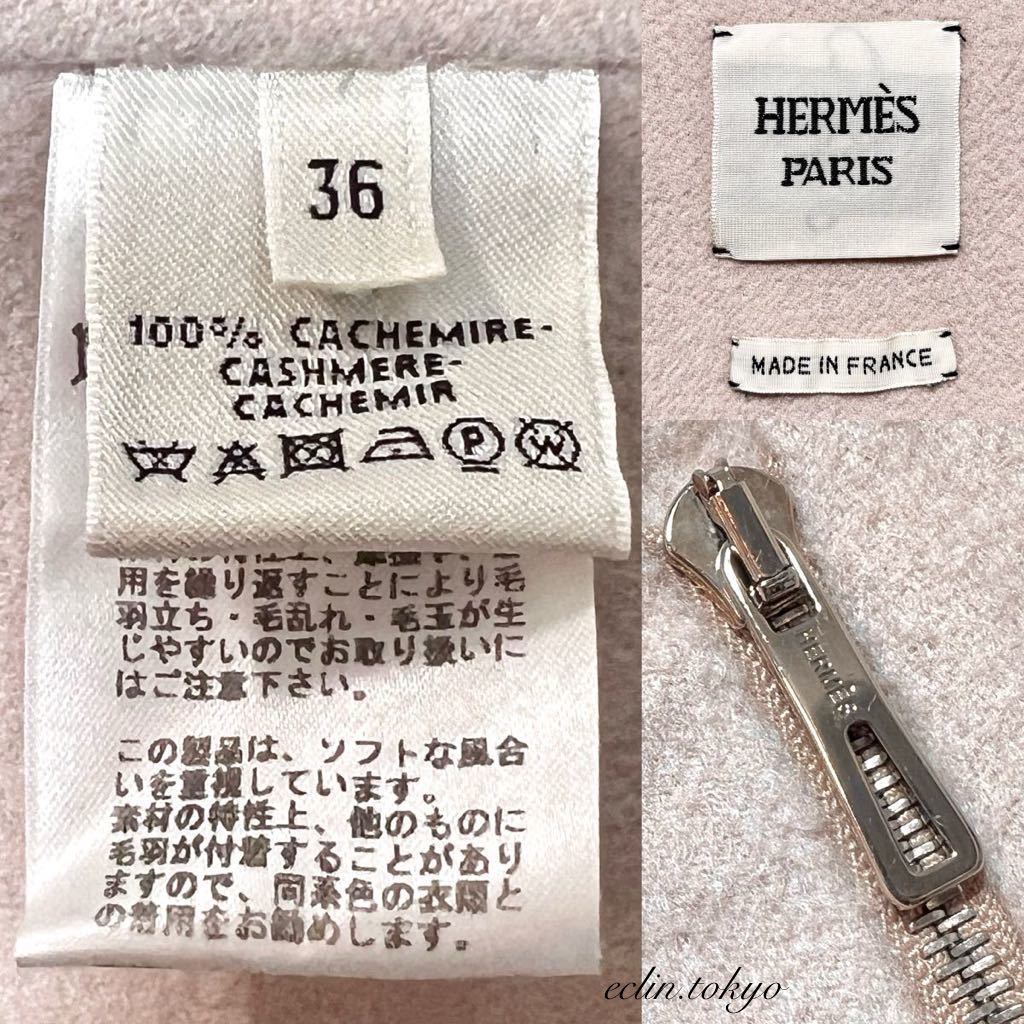 36
100% CACHEMIRE-
CASHMERE-
CACHEMIR
P W
用を繰り返すことにより毛
羽立ち・毛乱れ・毛玉が生
じやすいのでお取り扱いに
はご注意下さい。
この製品は、ソフトな風合
いを重視しています。
素材の特性上、他のものに
毛羽が付着することがあり
ますので、同系色の衣類と
の着用をお勧めします。
HERMÈS
PARIS
MADE IN FRANCE
HERMÈS
eclin.tokyo